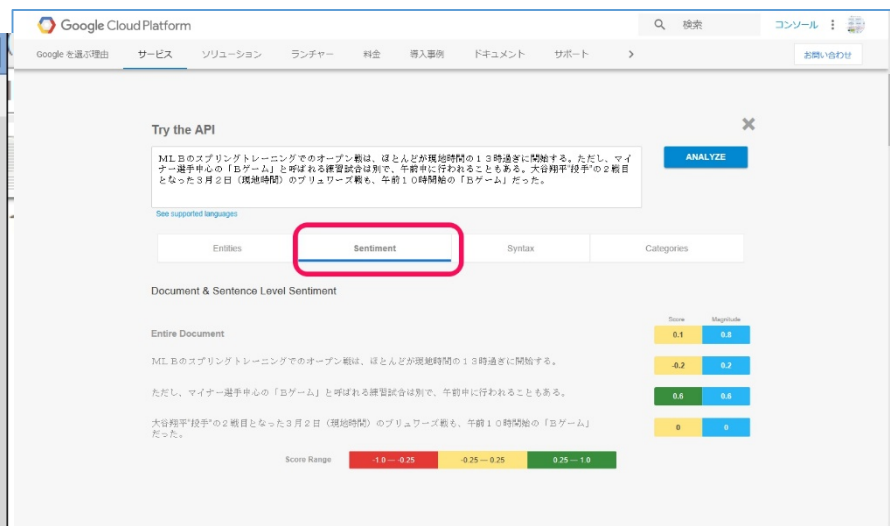 Google Cloud Platform
検索
コンソール
Google を選ぶ理由 サービス ソリューション ランチャー 料金 導入事例 ドキュメント サポート
お問い合わせ
Try the API
MLBのスプリングトレーニングでのオープン戦は、ほとんどが現地時間の13時過ぎに開始する。ただし、マイ
ナー選手中心の「Bゲーム」と呼ばれる練習試合は別で、午前中に行われることもある。大谷翔平"投手"の2戦目
となった3月2日（現地時間）のブリュワーズ戦も、午前10時開始の「Bゲーム」だった。
ANALYZE
See supported languages
Entities Sentiment Syntax Categories
Document & Sentence Level Sentiment
Score Magnitude
Entire Document 0.1 0.8
MLBのスプリングトレーニングでのオープン戦は、ほとんどが現地時間の13時過ぎに開始する。 -0.2 0.2
ただし、マイナー選手中心の「Bゲーム」と呼ばれる練習試合は別で、午前中に行われることもある。 0.6 0.6
大谷翔平"投手"の2戦目となった3月2日（現地時間）のブリュワーズ戦も、午前10時開始の「Bゲーム」 0 0
だった。
Score Range -1.0 — -0.25 -0.25 — 0.25 0.25 — 1.0